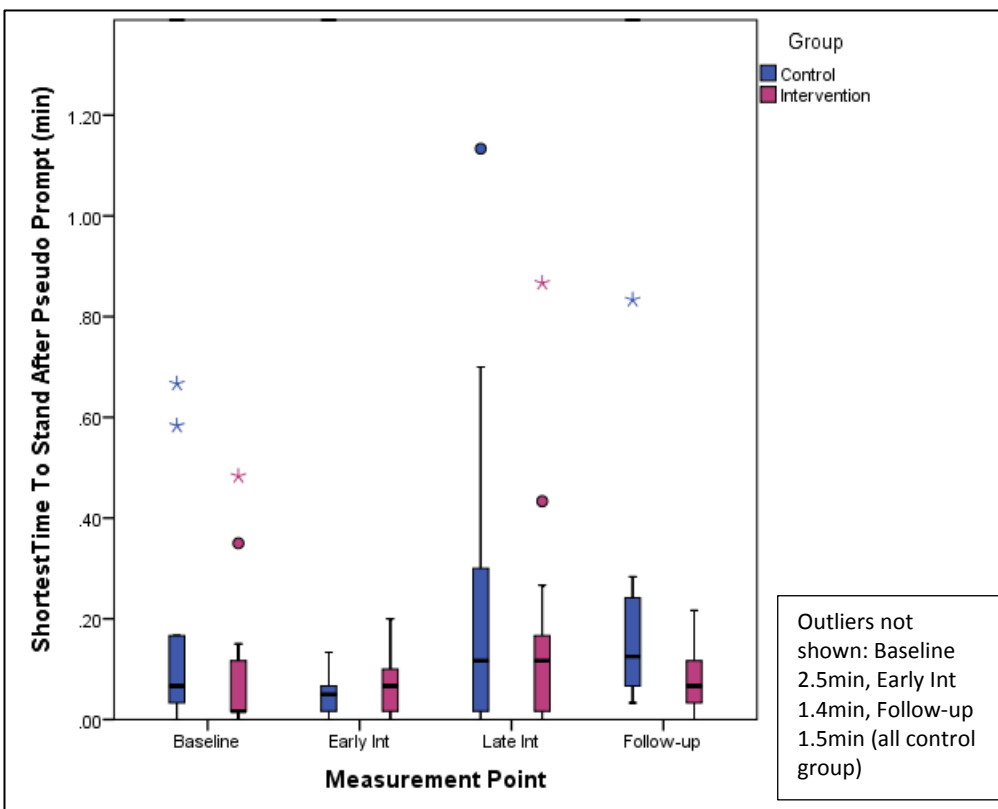 Group
Control
Intervention
ShortestTime To Stand After Pseudo Prompt (min)
1.20
1.00
.80
.60
.40
.20
.00
Baseline
Early Int
Late Int
Follow-up
Measurement Point
Outliers not
shown: Baseline
2.5min, Early Int
1.4min, Follow-up
1.5min (all control
group)